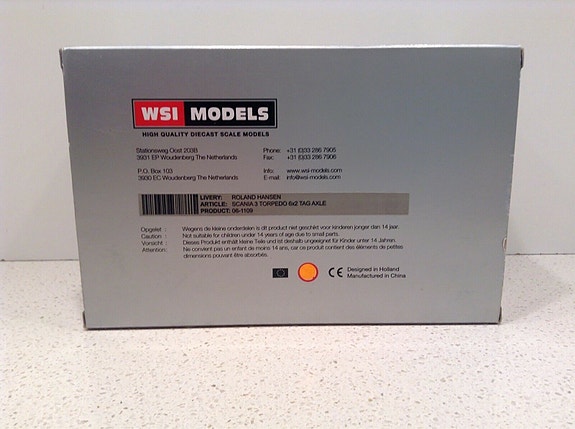 WSI MODELS
HIGH QUALITY DIECAST SCALE MODELS
Stationsweg Oost 203B
3931 EP Woudenberg The Netherlands
Phone: +31 (0)33 286 7905
Fax: +31 (0)33 286 7906
P.O. Box 103
3930 EC Woudenberg The Netherlands
Info: www.wsi-models.com
E-mail: info@wsi-models.com
LIVERY: ROLAND HANSEN
ARTICLE: SCANIA 3 TORPEDO 6x2 TAG AXLE
PRODUCT: 06-1109
Opgelet : Wegens de kleine onderdelen is dit product niet geschikt voor kinderen jonger dan 14 jaar.
Caution : Not suitable for children under 14 years of age due to small parts.
Vorsicht : Dieses Produkt enthält kleine Teile und ist deshalb ungeeignet für Kinder unter 14 Jahren.
Attention: Ne convient pas un enfant de moins 14 ans, car ce produit contient des éléments de petites
dimensions pouvant être absorbés.
CE Designed in Holland
Manufactured in China